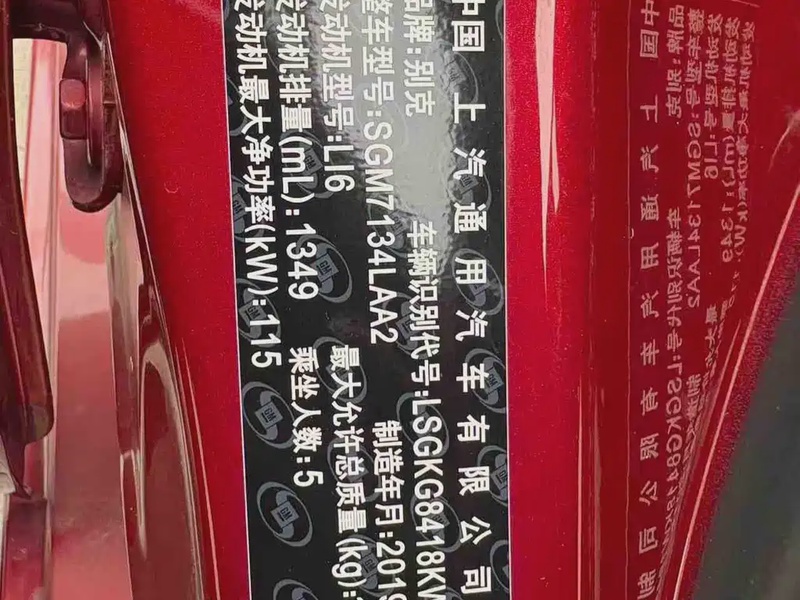 中国 上汽通用汽车有限公司
品牌:别克
车辆识别代号:LSGKG8418KW
整车型号:SGM7134LAA2
制造年月:2019
发动机型号:LI6
最大允许总质量(kg):
发动机排量(mL):1349
乘坐人数:5
发动机最大净功率(kW):115